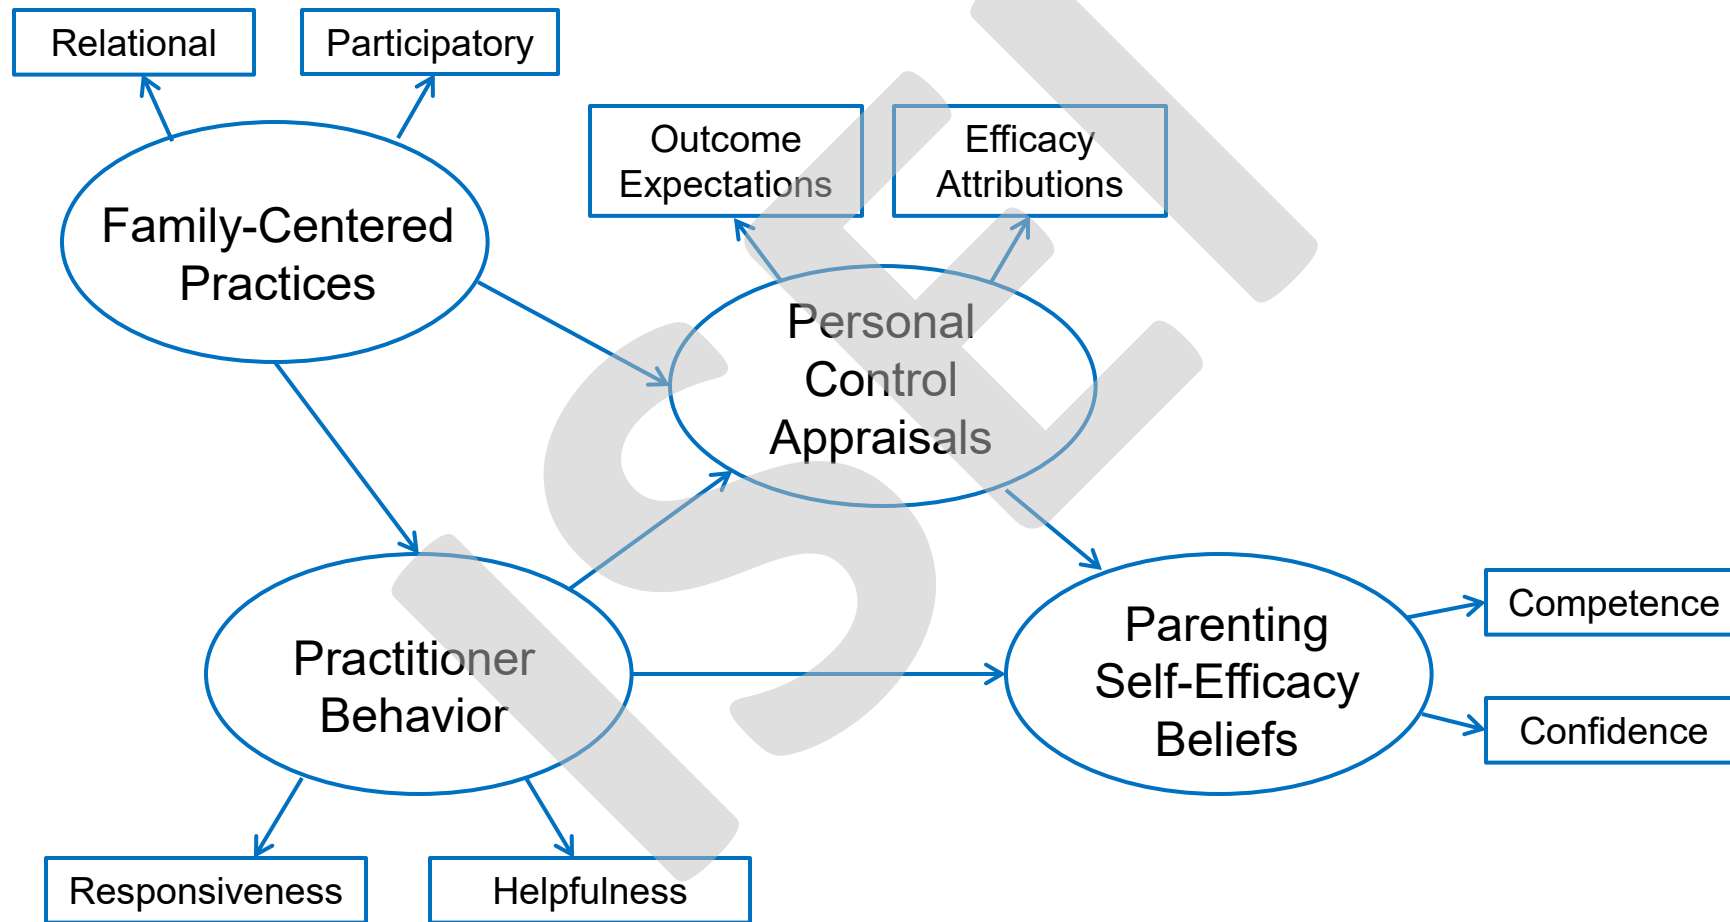 Relational
Participatory
Outcome
Expectations
Efficacy
Attributions
Family-Centered
Practices
Personal
Control
Appraisals
Practitioner
Behavior
Parenting
Self-Efficacy
Beliefs
Competence
Confidence
Responsiveness
Helpfulness
ISEI